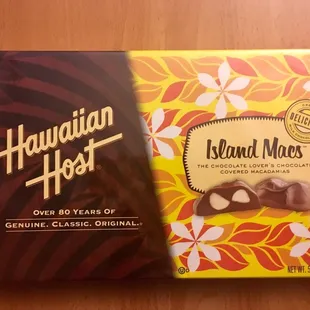 Hawaiian
Host
OVER 80 YEARS OF
GENUINE. CLASSIC. ORIGINAL.
Island Macs
THE CHOCOLATE LOVER'S CHOCOLATE
COVERED MACADAMIAS
NET WT.